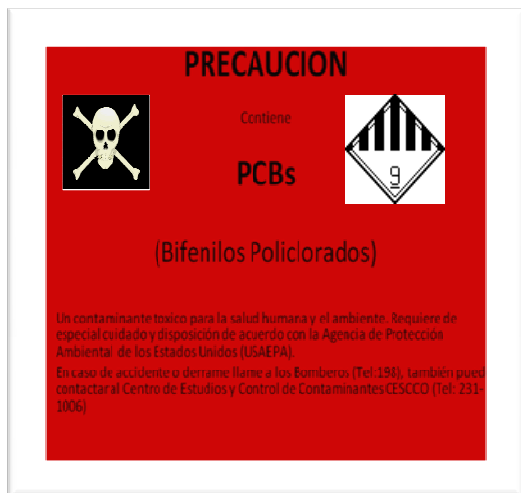 PRECAUCION
Contiene
PCBs
9
(Bifenilos Policlorados)
Un contaminante toxico para la salud humana y el ambiente. Requiere de
especial cuidado y disposición de acuerdo con la Agencia de Protección
Ambiental de los Estados Unidos (USAEPA).
En caso de accidente o derrame llame a los Bomberos (Tel:198), también pued
contactar al Centro de Estudios y Control de Contaminantes CESCCO (Tel: 231-
1006)